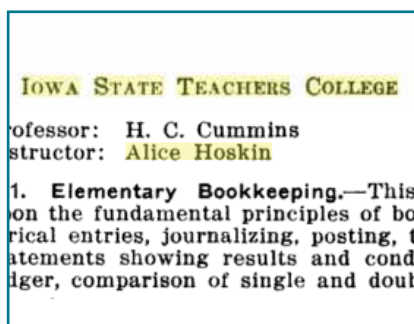 IOWA STATE TEACHERS COLLEGE
ofessor: H. C. Cummins
structor: Alice Hoskin
1. Elementary Bookkeeping.—This
on the fundamental principles of bo
rical entries, journalizing, posting, t
atements showing results and cond
dger, comparison of single and doub